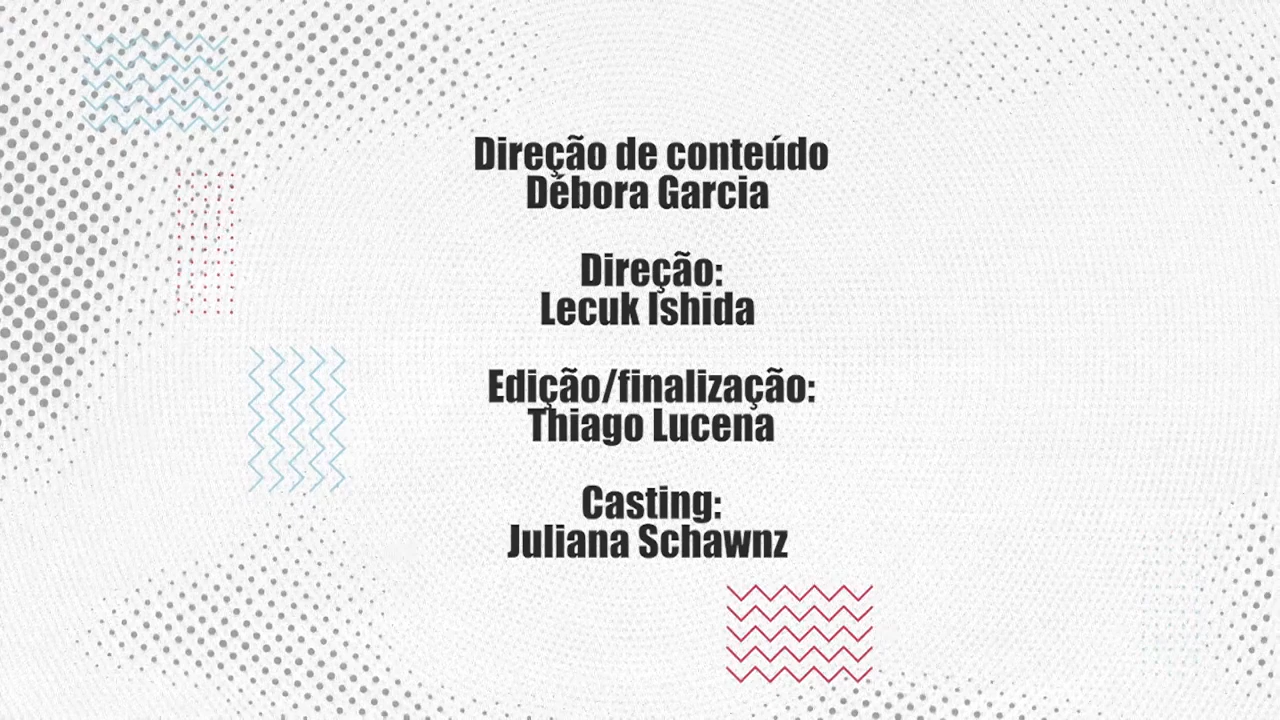 Direção de conteúdo
Débora Garcia
Direção:
Lecuk Ishida
Edição/finalização:
Thiago Lucena
Casting:
Juliana Schawnz